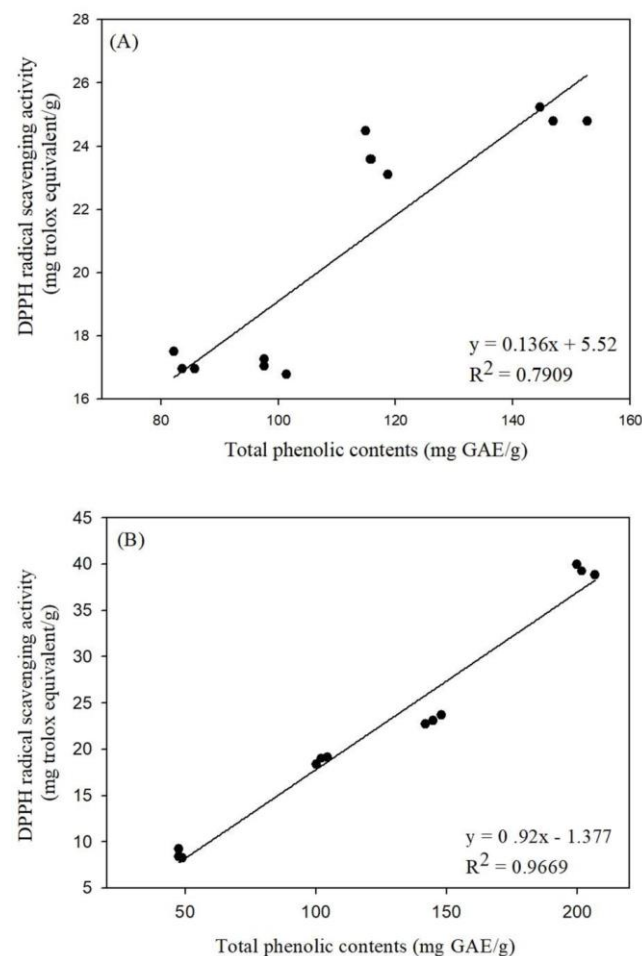 (A)
DPPH radical scavenging activity
(mg trolox equivalent/g)
28
26
24
22
20
18
16
y = 0.136x + 5.52
R2 = 0.7909
80
100
120
140
160
Total phenolic contents (mg GAE/g)
(B)
DPPH radical scavenging activity
(mg trolox equivalent/g)
45
40
35
30
25
20
15
10
5
y = 0 .92x - 1.377
R2 = 0.9669
50
100
150
200
Total phenolic contents (mg GAE/g)